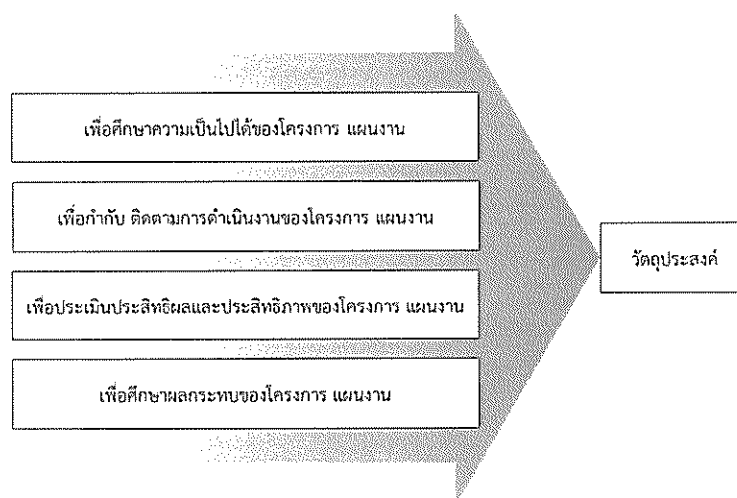 เพื่อศึกษาความเป็นไปได้ของโครงการ แผนงาน
เพื่อกำกับ ติดตามการดำเนินงานของโครงการ แผนงาน
เพื่อประเมินประสิทธิผลและประสิทธิภาพของโครงการ แผนงาน
เพื่อศึกษาผลกระทบของโครงการ แผนงาน
วัตถุประสงค์